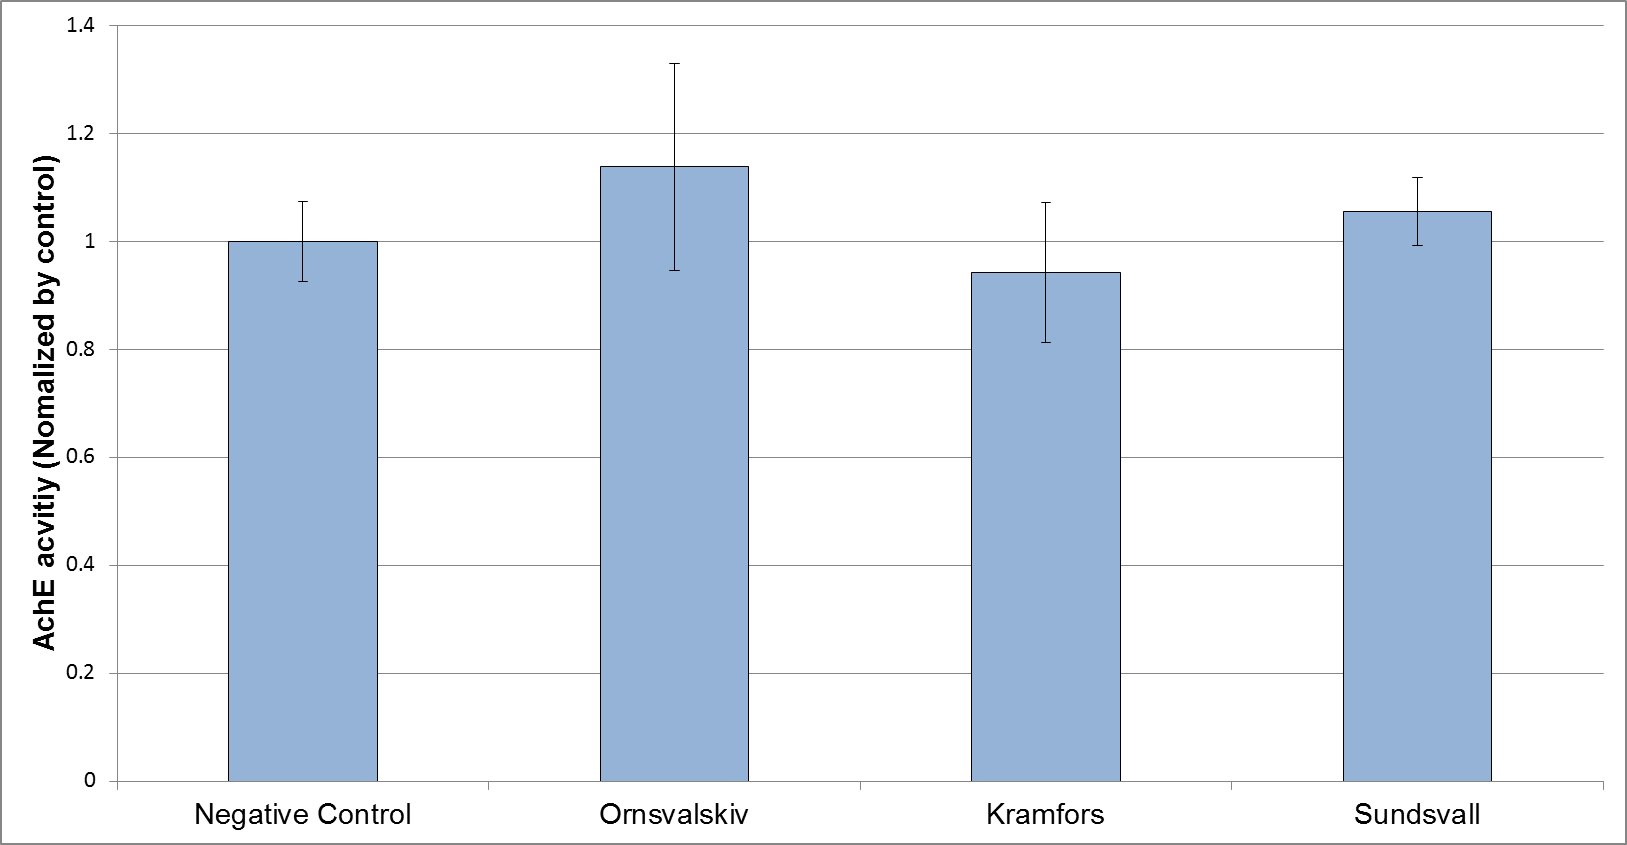 1.4
1.2
1
0.8
0.6
0.4
0.2
0
AchE acvitiy (Nomalized by control)
Negative Control
Ornsvalskiv
Kramfors
Sundsvall